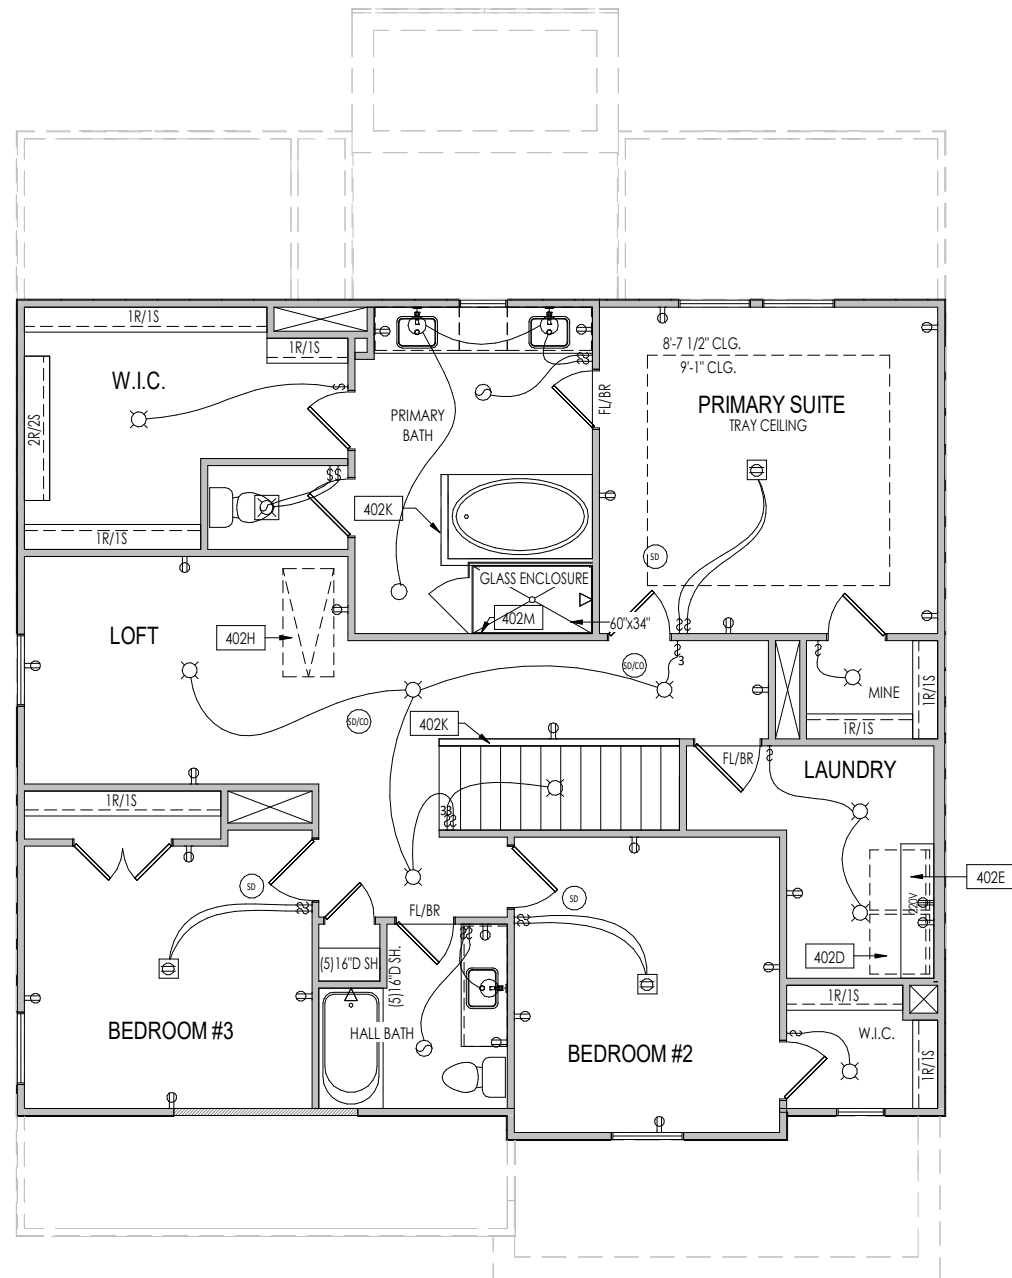 1R/1S
1R/1S
8'-7 1/2" CLG.
9'-1" CLG.
W.I.C.
2R/2S
PRIMARY
BATH
FL/BR
PRIMARY SUITE
TRAY CEILING
$
$$
402K
1R/1S
SD
GLASS ENCLOSURE
402M
60"x34"
LOFT
402H
SD/CO
3
MINE
1R/1S
1R/1S
SD/CO
402K
FL/BR
LAUNDRY
1R/1S
33
SD
SD
402E
220V
FL/BR
402D
(5)16"D SH.
(5)16"D SH.
1R/1S
BEDROOM #3
HALL BATH
BEDROOM #2
W.I.C.
1R/1S